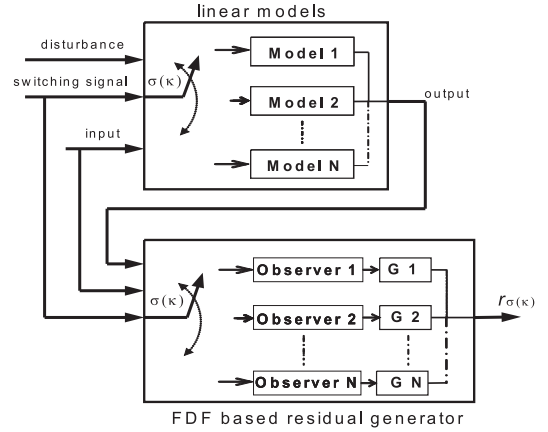 linear models
disturbance
switching signal
input
σ(κ)
Model 1
Model 2
Model N
output
σ(κ)
Observer 1
G 1
Observer 2
G 2
Observer N
G N
r σ(κ)
FDF based residual generator